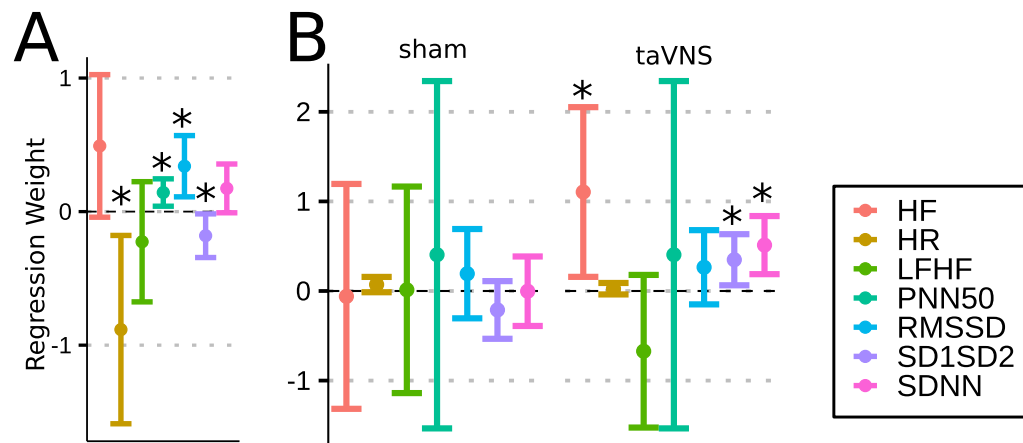 A
B
sham
taVNS
Regression Weight
1
0
-1
2
1
0
-1
*
*
*
*
*
*
*
HF
HR
LFHF
PNN50
RMSSD
SD1SD2
SDNN